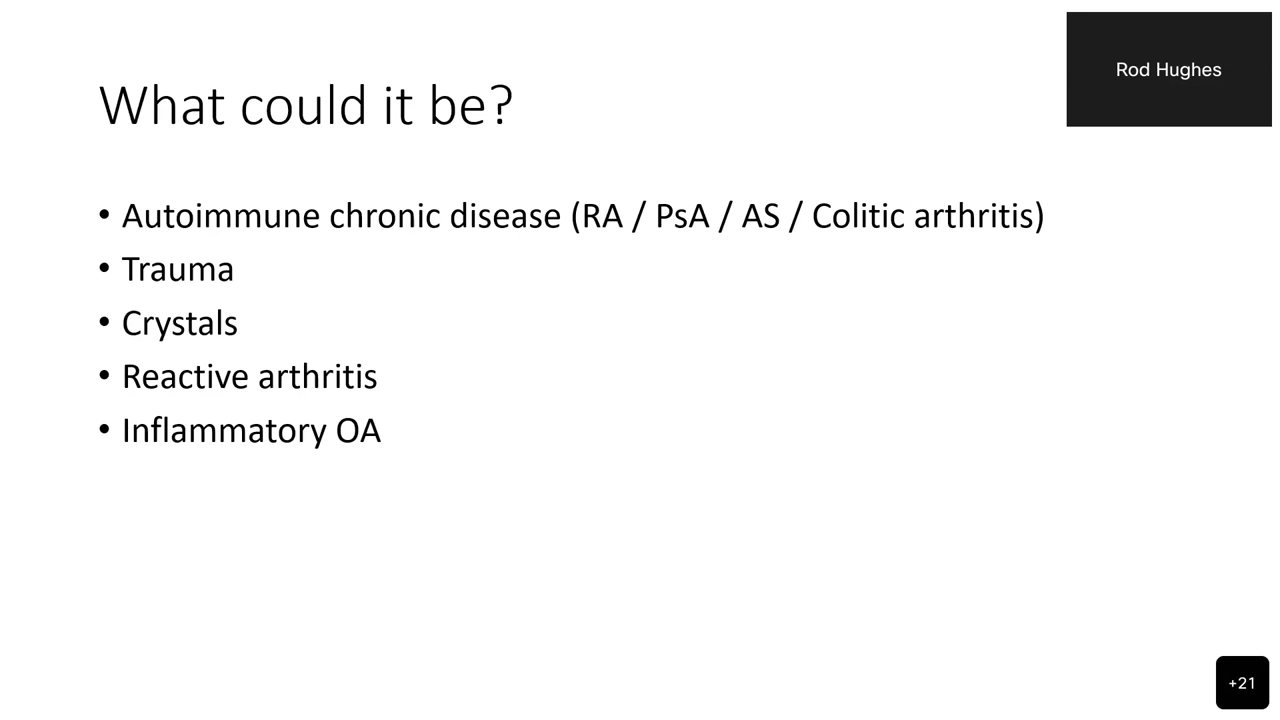 Rod Hughes
What could it be?
• Autoimmune chronic disease (RA / PsA / AS / Colitic arthritis)
• Trauma
• Crystals
• Reactive arthritis
• Inflammatory OA
+21